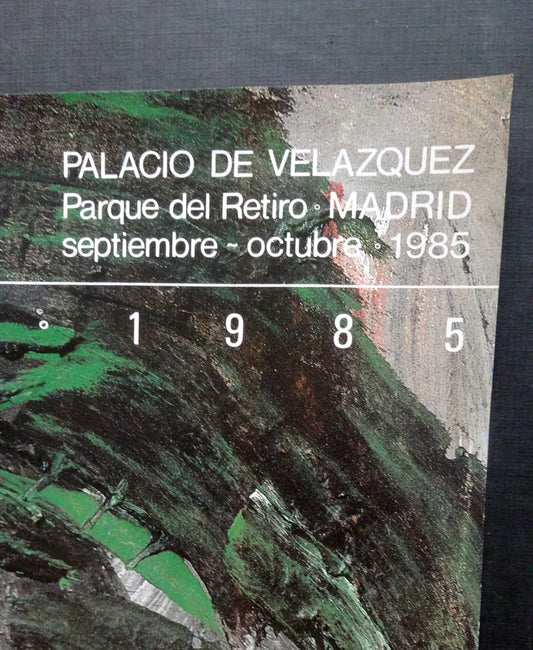 PALACIO DE VELAZQUEZ
Parque del Retiro ◦ MADRID
septiembre ~ octubre ◦ 1985
1 9 8 5